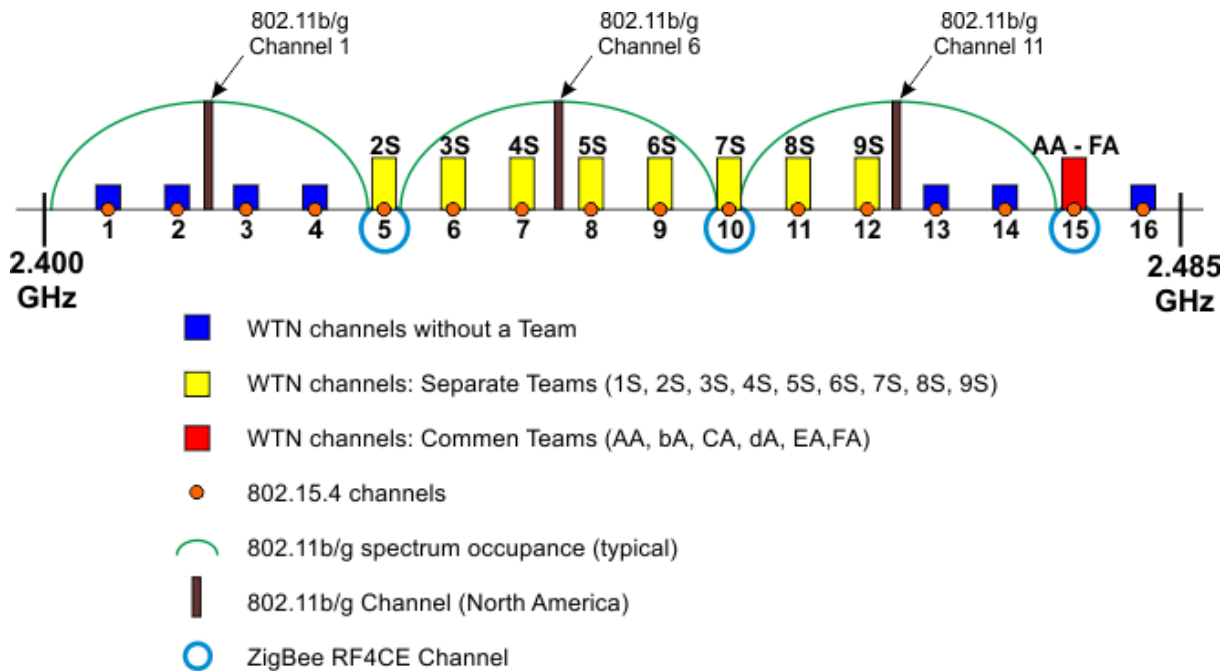 802.11b/g
Channel 1
802.11b/g
Channel 6
802.11b/g
Channel 11
2S 3S 4S 5S 6S 7S 8S 9S AA - FA
1 2 3 4 5 6 7 8 9 10 11 12 13 14 15 16
2.400
GHz
2.485
GHz
WTN channels without a Team
WTN channels: Separate Teams (1S, 2S, 3S, 4S, 5S, 6S, 7S, 8S, 9S)
WTN channels: Commen Teams (AA, bA, CA, dA, EA,FA)
802.15.4 channels
802.11b/g spectrum occupance (typical)
802.11b/g Channel (North America)
ZigBee RF4CE Channel